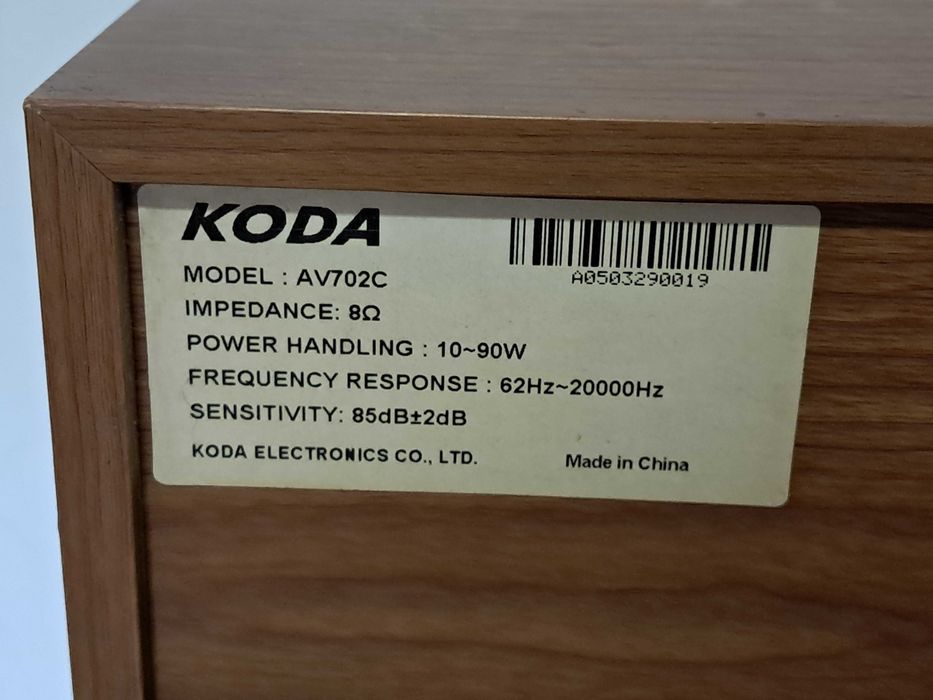 KODA
A0503290019
MODEL : AV702C
IMPEDANCE: 8Ω
POWER HANDLING : 10~90W
FREQUENCY RESPONSE : 62Hz~20000Hz
SENSITIVITY: 85dB±2dB
KODA ELECTRONICS CO., LTD.
Made in China